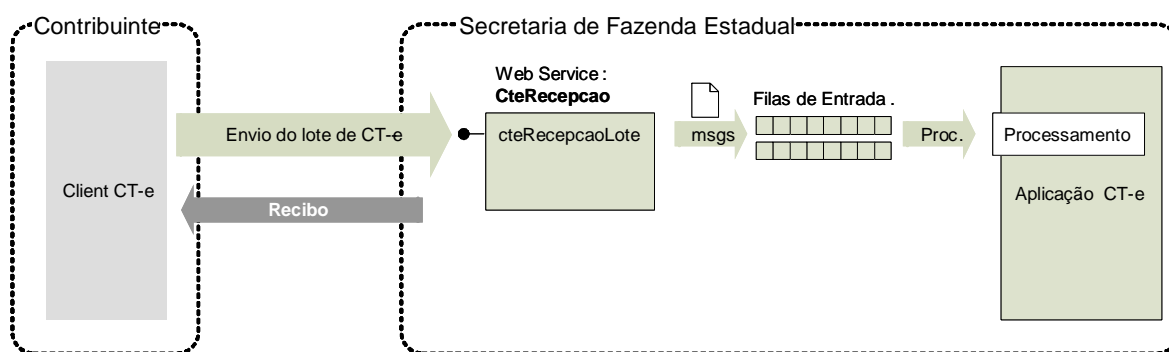 Contribuinte
Secretaria de Fazenda Estadual
Web Service :
CteRecepcao
Filas de Entrada .
Envio do lote de CT-e
cteRecepcaoLote
msgs
Proc.
Processamento
Client CT-e
Recibo
Aplicação CT-e